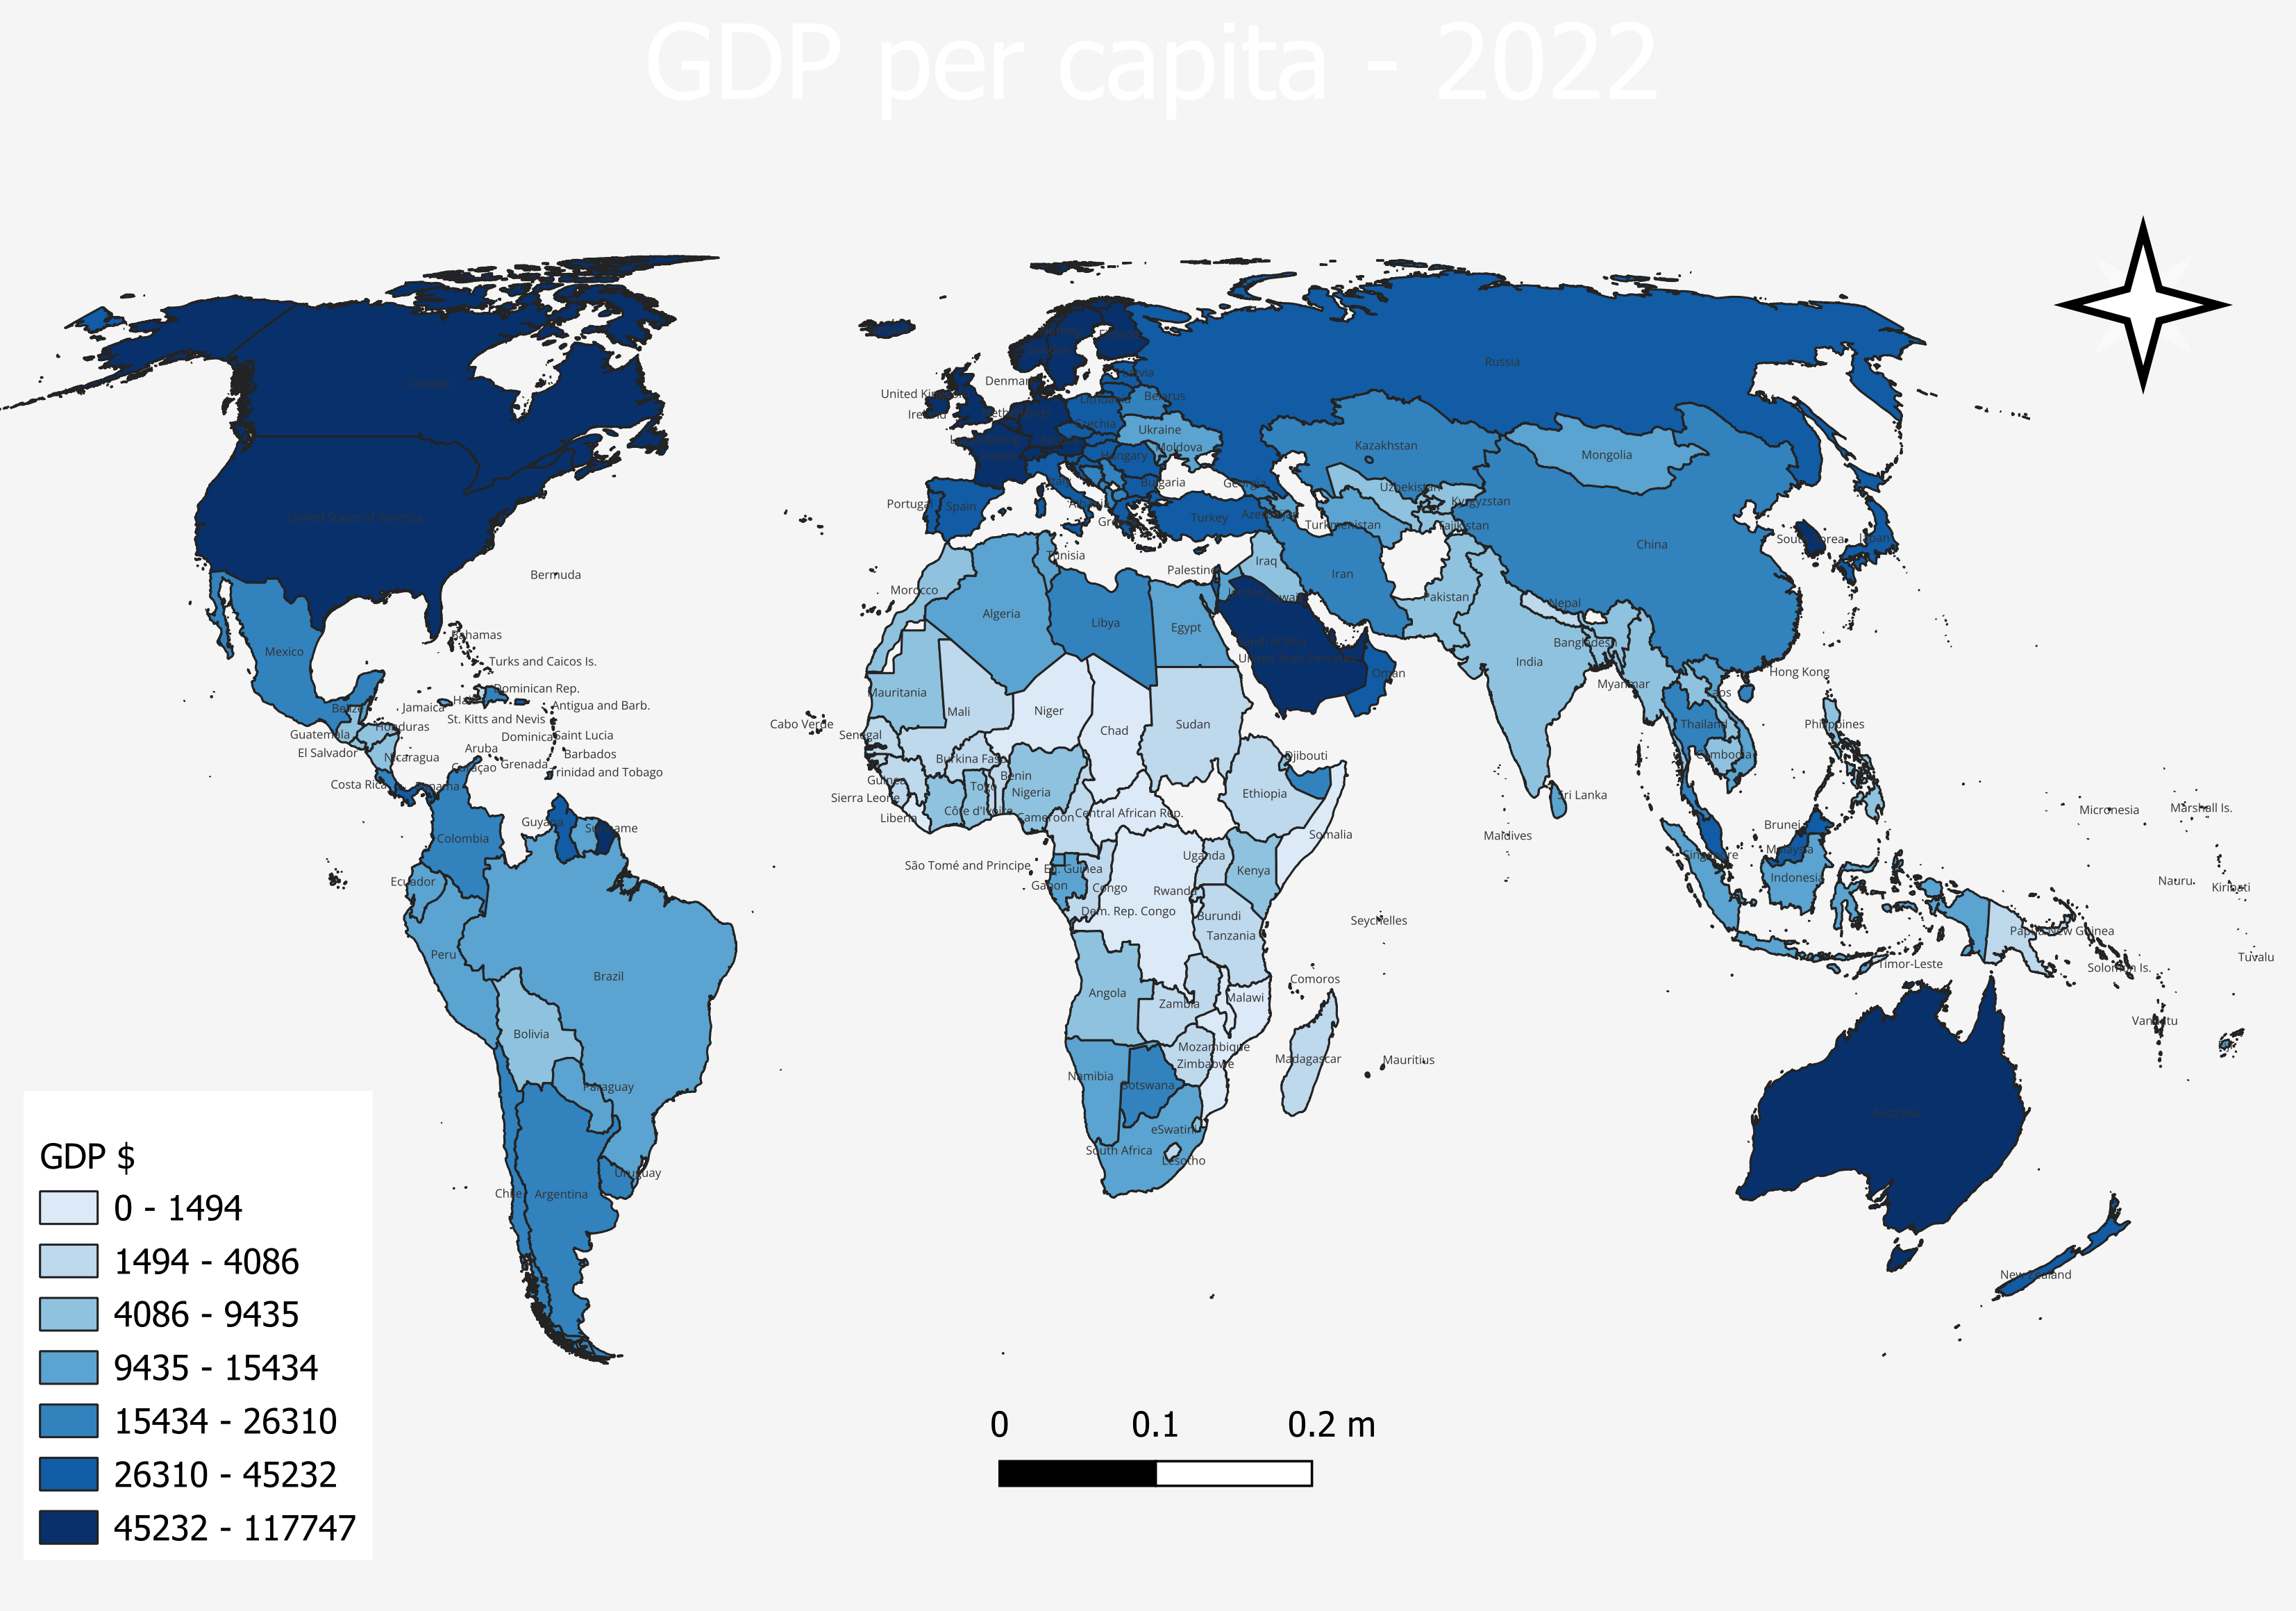 GDP per capita - 2022
Russia
Canada
United Kingdom
Ireland
Denmark
Latvia
Lithuania
Belarus
Czechia
Ukraine
Moldova
Hungary
Kazakhstan
Mongolia
Italy
Bulgaria
Georgia
Uzbekistan
Kyrgyzstan
Portugal
Spain
Albania
Greece
Turkey
Azerbaijan
Turkmenistan
Tajikistan
United States of America
South Korea
Japan
China
Tunisia
Palestine
Iraq
Iran
Bermuda
Morocco
Algeria
Libya
Egypt
Jordan
Kuwait
Pakistan
Nepal
Bahamas
Saudi Arabia
Bangladesh
Mexico
Turks and Caicos Is.
United Arab Emirates
India
Oman
Hong Kong
Myanmar
Laos
Haiti
Dominican Rep.
Mauritania
Belize
Jamaica
Antigua and Barb.
Mali
Niger
St. Kitts and Nevis
Cabo Verde
Chad
Sudan
Thailand
Philippines
Honduras
Guatemala
Dominica
Saint Lucia
Senegal
El Salvador
Nicaragua
Aruba
Barbados
Burkina Faso
Djibouti
Cambodia
Curaçao
Grenada
Trinidad and Tobago
Costa Rica
Panama
Guinea
Benin
Togo
Nigeria
Ethiopia
Sri Lanka
Sierra Leone
Côte d'Ivoire
Liberia
Cameroon
Central African Rep.
Somalia
Maldives
Micronesia
Marshall Is.
Guyana
Suriname
Colombia
Brunei
Malaysia
Singapore
Uganda
Kenya
São Tomé and Principe
Eq. Guinea
Gabon
Congo
Rwanda
Indonesia
Nauru
Kiribati
Ecuador
Dem. Rep. Congo
Burundi
Tanzania
Seychelles
Papua New Guinea
Peru
Brazil
Timor-Leste
Solomon Is.
Tuvalu
Comoros
Angola
Zambia
Malawi
Vanuatu
Fiji
Bolivia
Mozambique
Zimbabwe
Madagascar
Mauritius
Namibia
Botswana
Paraguay
Australia
eSwatini
South Africa
Lesotho
Uruguay
Chile
Argentina
New Zealand
GDP $
0 - 1494
1494 - 4086
4086 - 9435
9435 - 15434
15434 - 26310
26310 - 45232
45232 - 117747
0 0.1 0.2 m